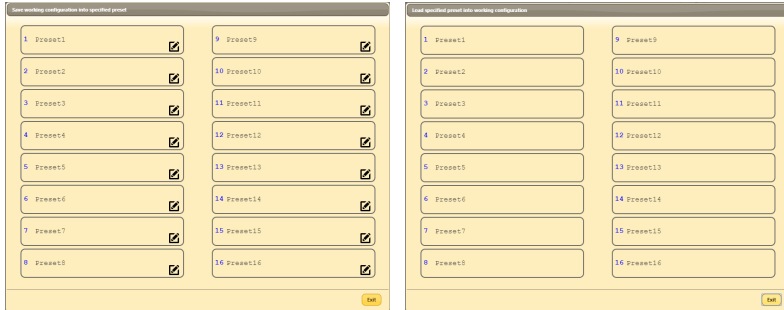 Save working configuration into specified preset
1 Preset1
2 Preset2
3 Preset3
4 Preset4
5 Preset5
6 Preset6
7 Preset7
8 Preset8
9 Preset9
10 Preset10
11 Preset11
12 Preset12
13 Preset13
14 Preset14
15 Preset15
16 Preset16
Exit
Load specified preset into working configuration
1 Preset1
2 Preset2
3 Preset3
4 Preset4
5 Preset5
6 Preset6
7 Preset7
8 Preset8
9 Preset9
10 Preset10
11 Preset11
12 Preset12
13 Preset13
14 Preset14
15 Preset15
16 Preset16
Exit